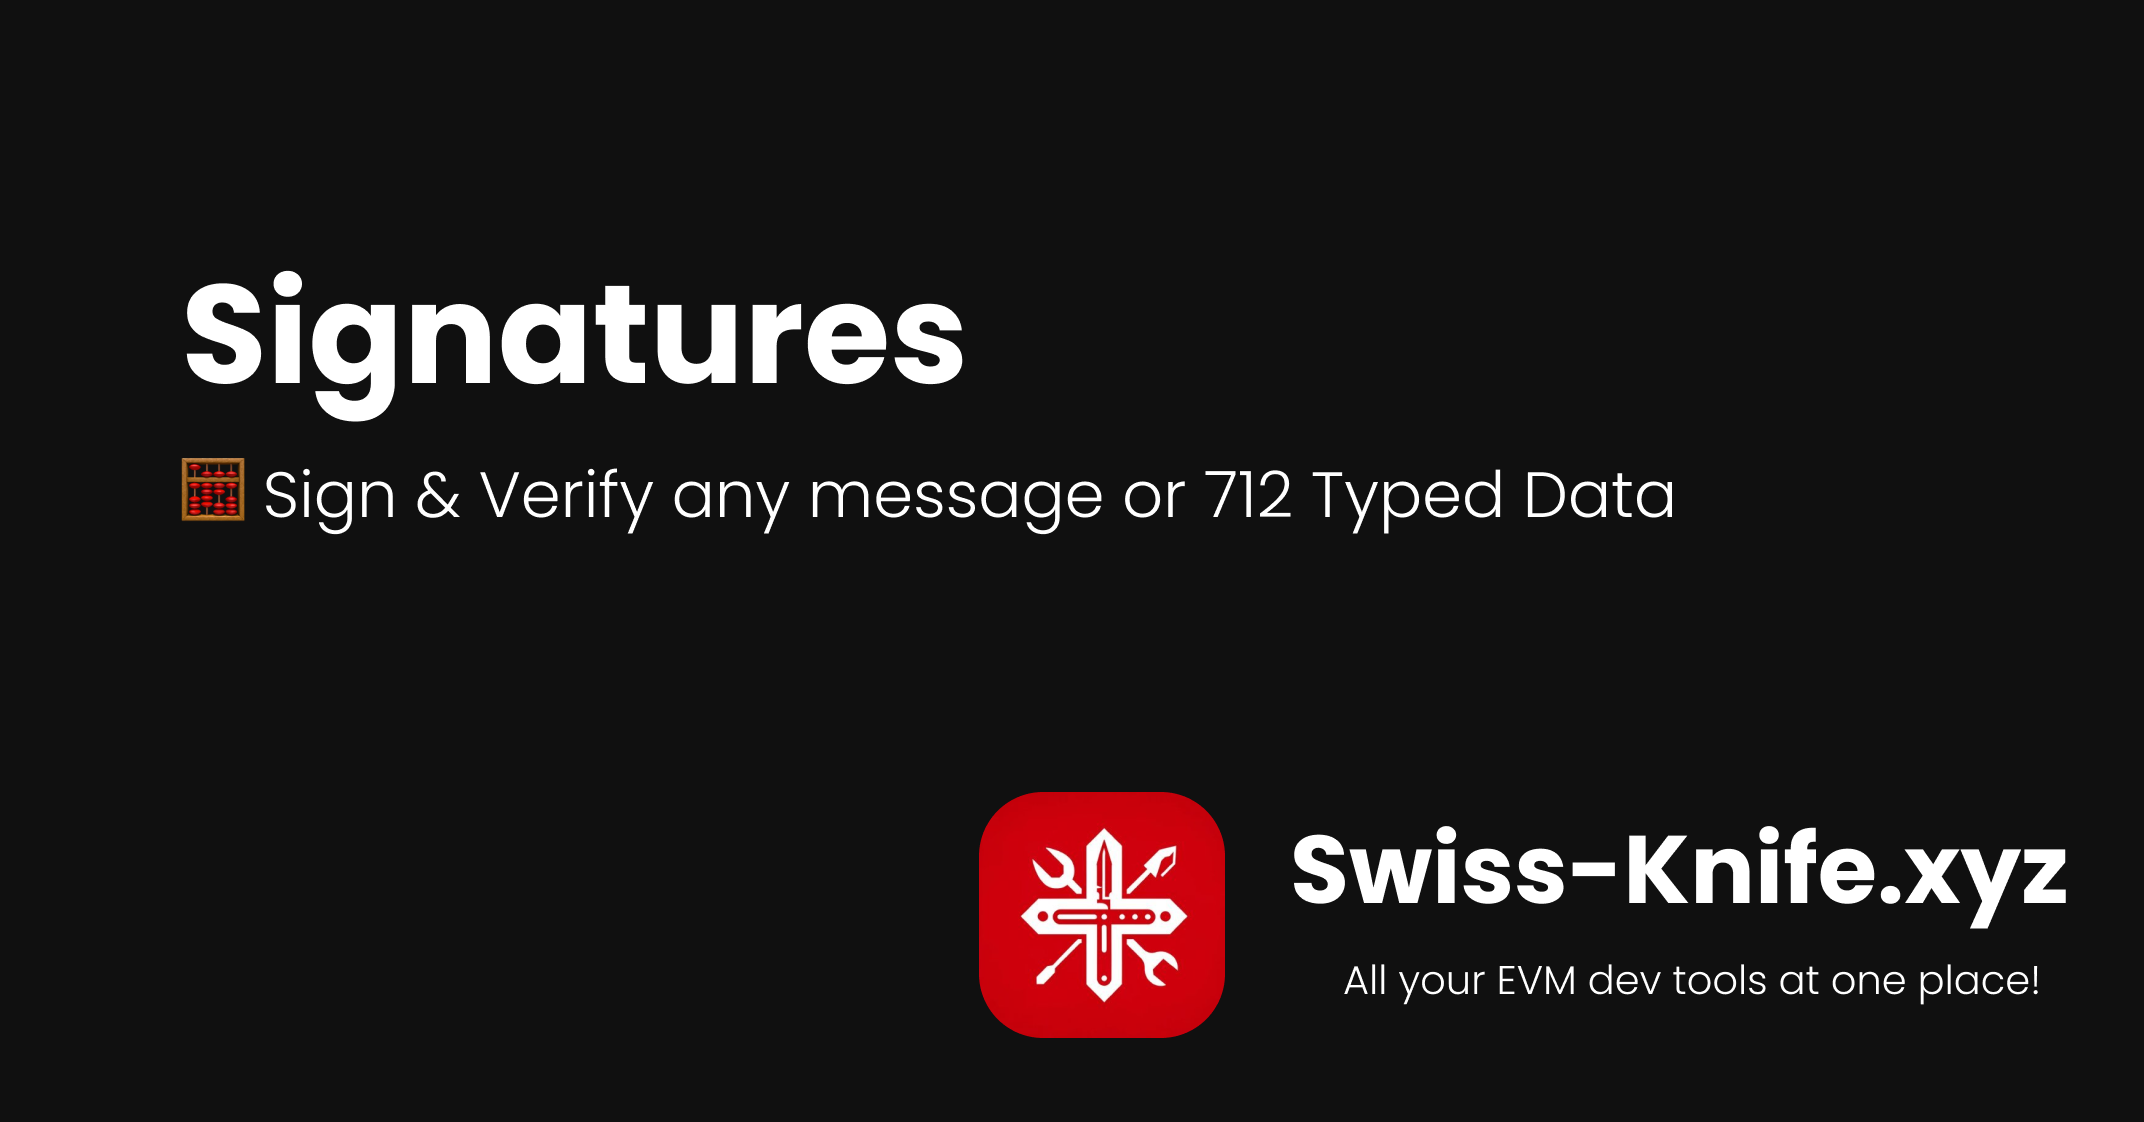 Signatures
🧮 Sign & Verify any message or 712 Typed Data
Swiss-Knife.xyz
All your EVM dev tools at one place!